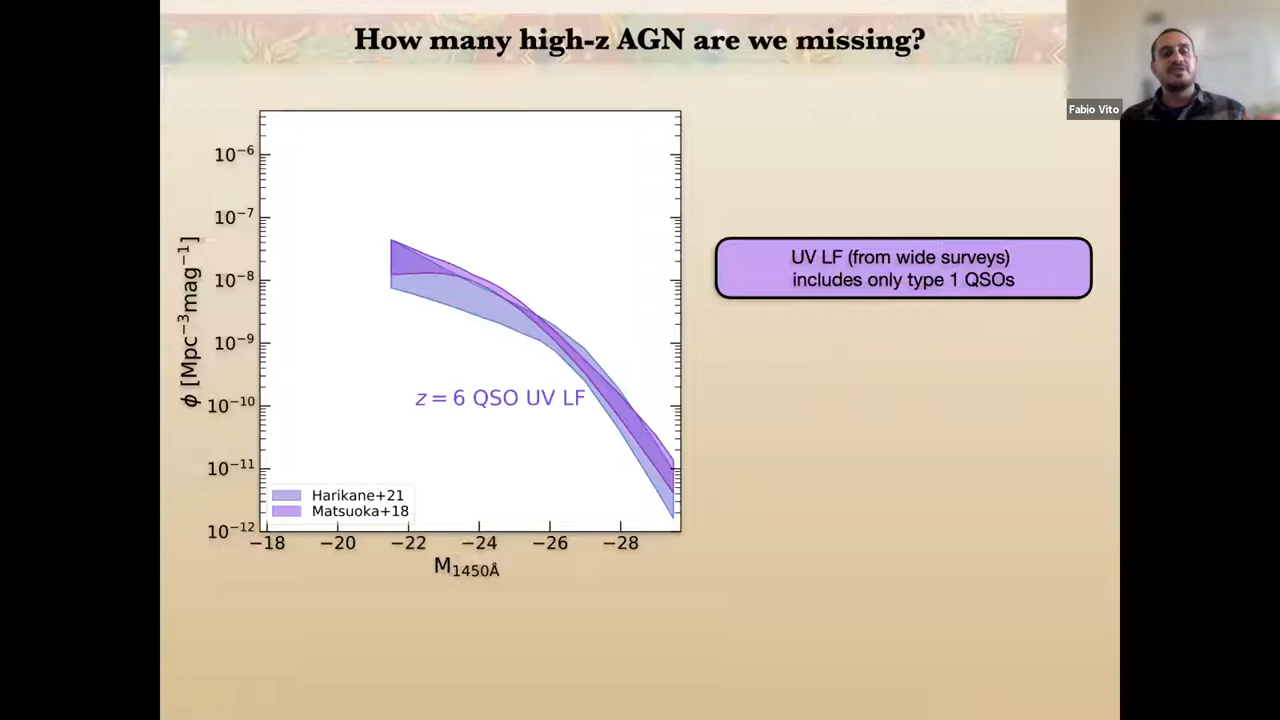 How many high-z AGN are we missing?
Fabio Vito
10⁻⁶
10⁻⁷
10⁻⁸
10⁻⁹
10⁻¹⁰
10⁻¹¹
10⁻¹²
ϕ [Mpc⁻³mag⁻¹]
UV LF (from wide surveys)
includes only type 1 QSOs
z = 6 QSO UV LF
Harikane+21
Matsuoka+18
−18 −20 −22 −24 −26 −28
M₁₄₅₀Å